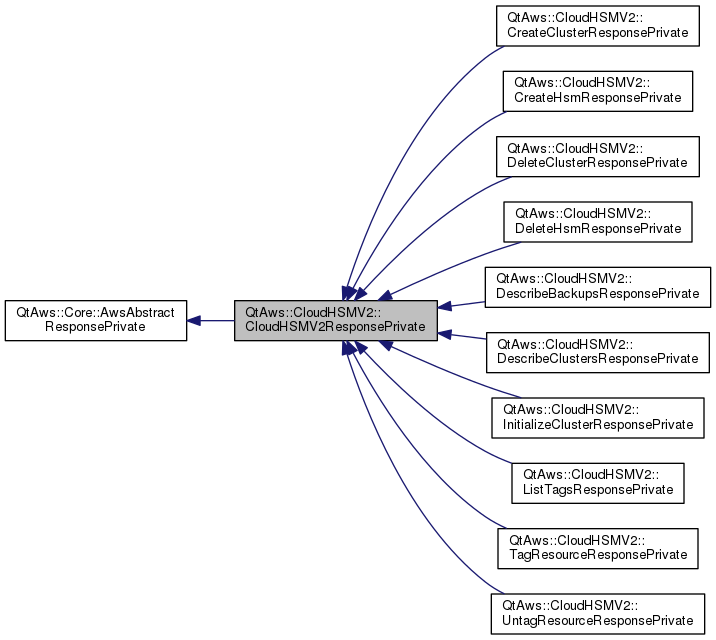 QtAws::CloudHSMV2::
CreateClusterResponsePrivate
QtAws::CloudHSMV2::
CreateHsmResponsePrivate
QtAws::CloudHSMV2::
DeleteClusterResponsePrivate
QtAws::CloudHSMV2::
DeleteHsmResponsePrivate
QtAws::CloudHSMV2::
DescribeBackupsResponsePrivate
QtAws::Core::AwsAbstract
ResponsePrivate
QtAws::CloudHSMV2::
CloudHSMV2ResponsePrivate
QtAws::CloudHSMV2::
DescribeClustersResponsePrivate
QtAws::CloudHSMV2::
InitializeClusterResponsePrivate
QtAws::CloudHSMV2::
ListTagsResponsePrivate
QtAws::CloudHSMV2::
TagResourceResponsePrivate
QtAws::CloudHSMV2::
UntagResourceResponsePrivate